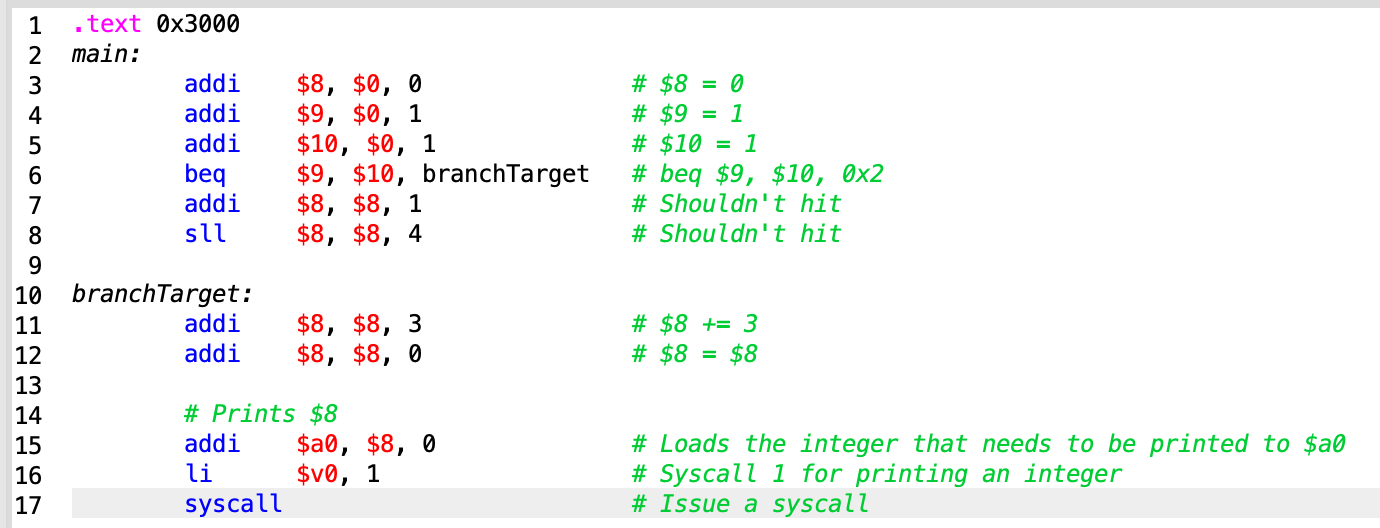 1 .text 0x3000
2 main:
3 addi $8, $0, 0 # $8 = 0
4 addi $9, $0, 1 # $9 = 1
5 addi $10, $0, 1 # $10 = 1
6 beq $9, $10, branchTarget # beq $9, $10, 0x2
7 addi $8, $8, 1 # Shouldn't hit
8 sll $8, $8, 4 # Shouldn't hit
9
10 branchTarget:
11 addi $8, $8, 3 # $8 += 3
12 addi $8, $8, 0 # $8 = $8
13
14 # Prints $8
15 addi $a0, $8, 0 # Loads the integer that needs to be printed to $a0
16 li $v0, 1 # Syscall 1 for printing an integer
17 syscall # Issue a syscall